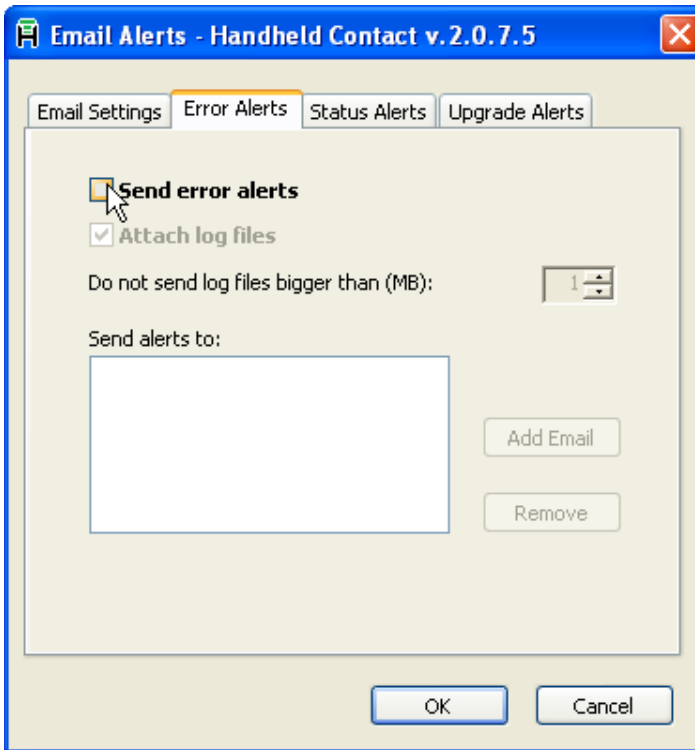 Email Alerts - Handheld Contact v.2.0.7.5
Email Settings Error Alerts Status Alerts Upgrade Alerts
Send error alerts
Attach log files
Do not send log files bigger than (MB): 1
Send alerts to:
Add Email
Remove
OK Cancel